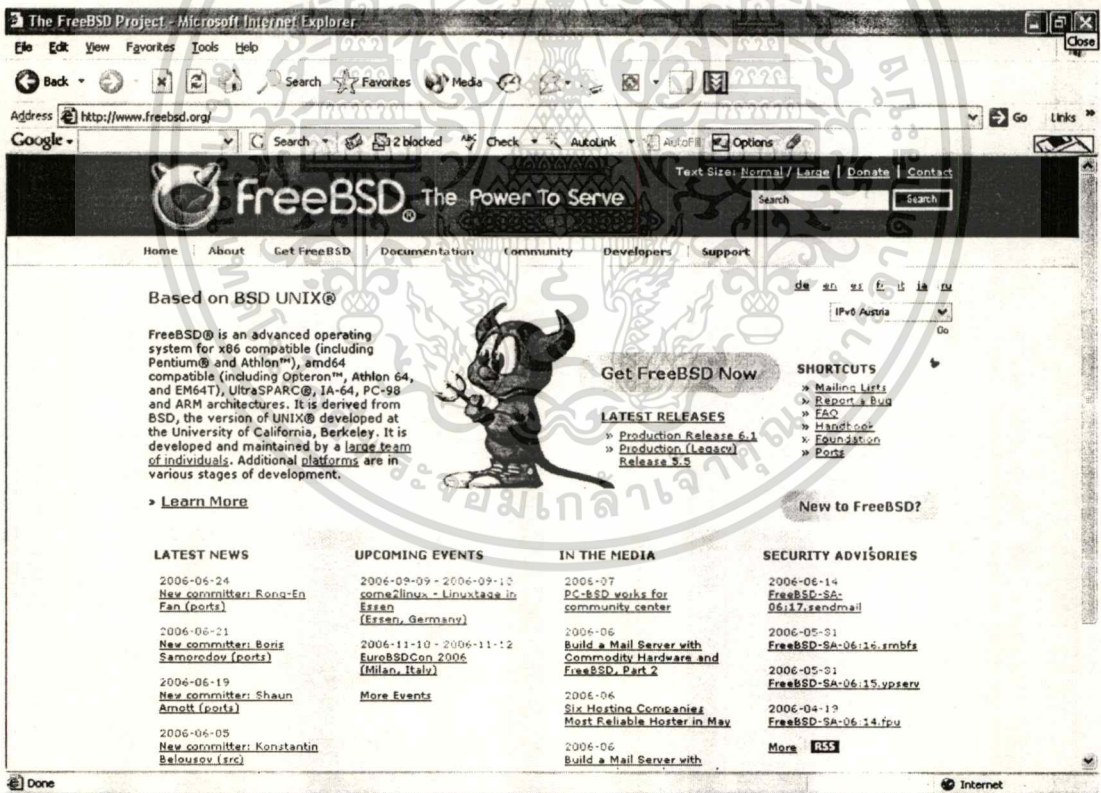 The FreeBSD Project - Microsoft Internet Explorer
Close
File Edit View Favorites Tools Help
Back Search Favorites Media
Address http://www.freebsd.org/ Go Links »
Google Search 2 blocked Check AutoLink AutoFill Options
Text Size: Normal / Large | Donate | Contact
FreeBSD® The Power To Serve
Search Search
Home About Get FreeBSD Documentation Community Developers Support
de en es fr it ja ru
IPv6 Austria
Go
Based on BSD UNIX®
FreeBSD® is an advanced operating
system for x86 compatible (including
Pentium® and Athlon™), amd64
compatible (including Opteron™, Athlon 64,
and EM64T), UltraSPARC®, IA-64, PC-98
and ARM architectures. It is derived from
BSD, the version of UNIX® developed at
the University of California, Berkeley. It is
developed and maintained by a large team
of individuals. Additional platforms are in
various stages of development.
» Learn More
Get FreeBSD Now
LATEST RELEASES
» Production Release 6.1
» Production (Legacy)
Release 5.5
SHORTCUTS
» Mailing Lists
» Report a Bug
» FAQ
» Handbook
» Foundation
» Ports
New to FreeBSD?
LATEST NEWS
2006-06-24
New committer: Rong-En
Fan (ports)
2006-06-21
New committer: Boris
Samorodov (ports)
2006-06-19
New committer: Shaun
Amott (ports)
2006-06-05
New committer: Konstantin
Belousov (src)
UPCOMING EVENTS
2006-09-09 - 2006-09-10
come2linux - Linuxtage in
Essen
(Essen, Germany)
2006-11-10 - 2006-11-12
EuroBSDCon 2006
(Milan, Italy)
More Events
IN THE MEDIA
2006-07
PC-BSD works for
community center
2006-06
Build a Mail Server with
Commodity Hardware and
FreeBSD, Part 2
2006-06
Six Hosting Companies
Most Reliable Hoster in May
2006-06
Build a Mail Server with
SECURITY ADVISORIES
2006-06-14
FreeBSD-SA-
06:17.sendmail
2006-05-31
FreeBSD-SA-06:16.smbfs
2006-05-31
FreeBSD-SA-06:15.ypserv
2006-04-19
FreeBSD-SA-06:14.fpu
More RSS
Done Internet